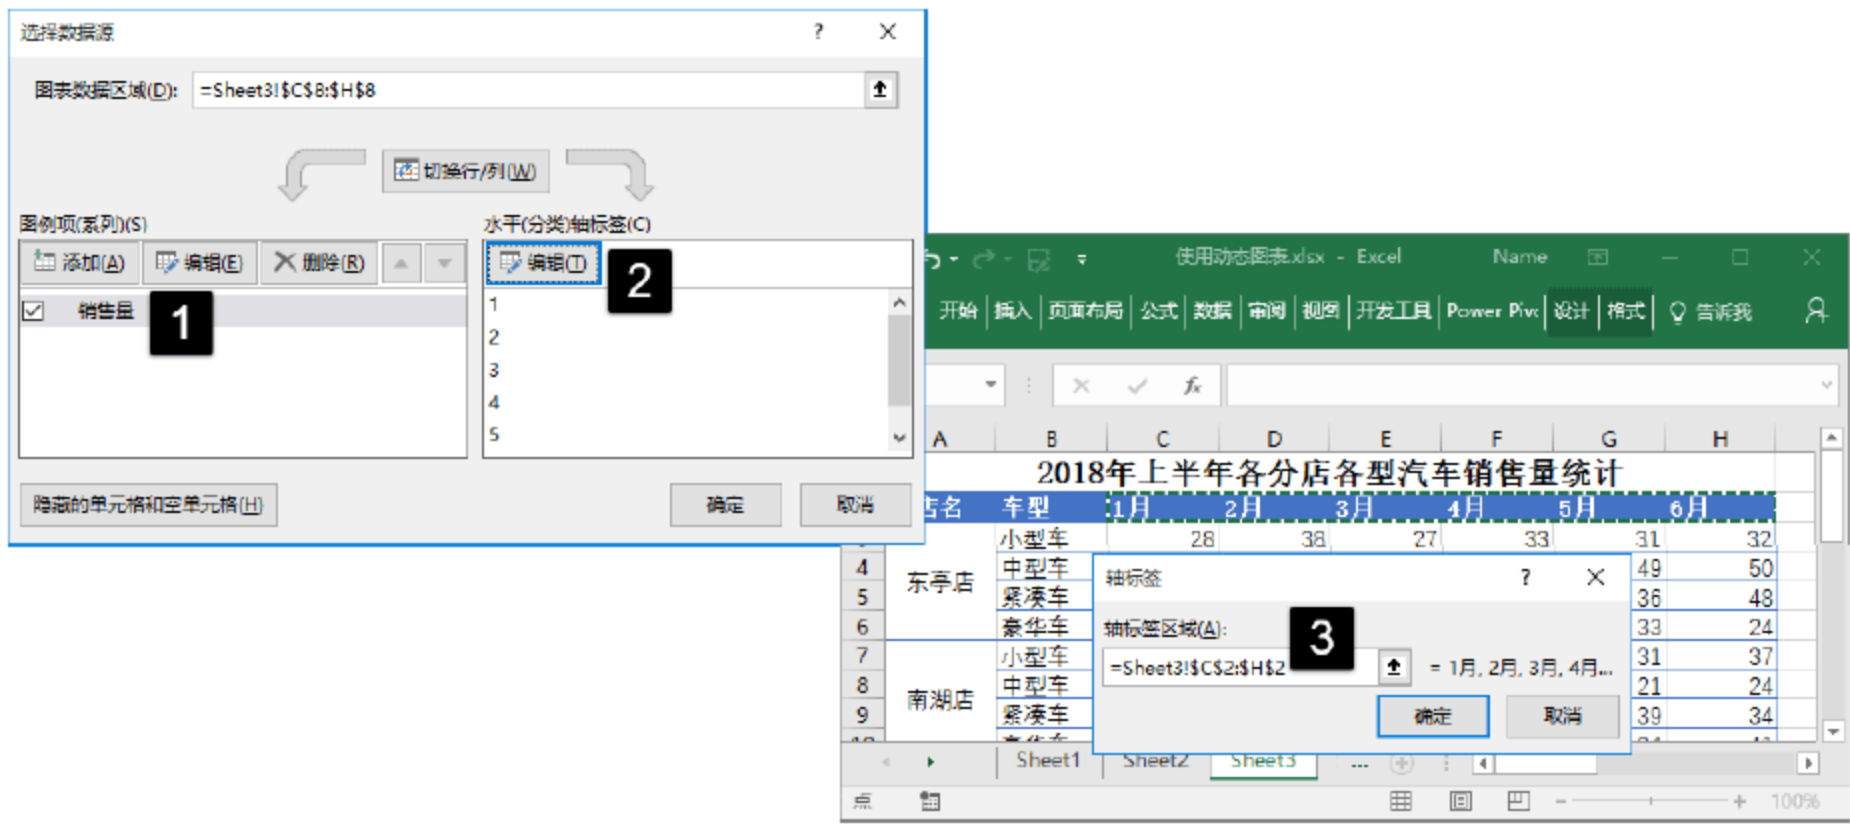 选择数据源
?
图表数据区域(D):
=Sheet3!$C$8:$H$8
切换行/列(W)
图例项(系列)(S)
水平(分类)轴标签(C)
添加(A)
编辑(E)
删除(R)
编辑(T)
2
销售量
1
1
2
3
4
5
隐藏的单元格和空单元格(H)
确定
取消
使用动态图表.xlsx - Excel
Name
开始
插入
页面布局
公式
数据
审阅
视图
开发工具
Power Piv
设计
格式
告诉我
fx
A B C D E F G H
2018年上半年各分店各型汽车销售量统计
店名 车型 1月 2月 3月 4月 5月 6月
小型车 28 38 27 33 31 32
4 中型车 49 50
东亭店
5 紧凑车 36 48
6 豪华车 33 24
7 小型车 31 37
8 中型车 21 24
南湖店
9 紧凑车 39 34
轴标签
?
轴标签区域(A):
3
=Sheet3!$C$2:$H$2
= 1月, 2月, 3月, 4月...
确定
取消
Sheet1
Sheet2
Sheet3
...
点
100%